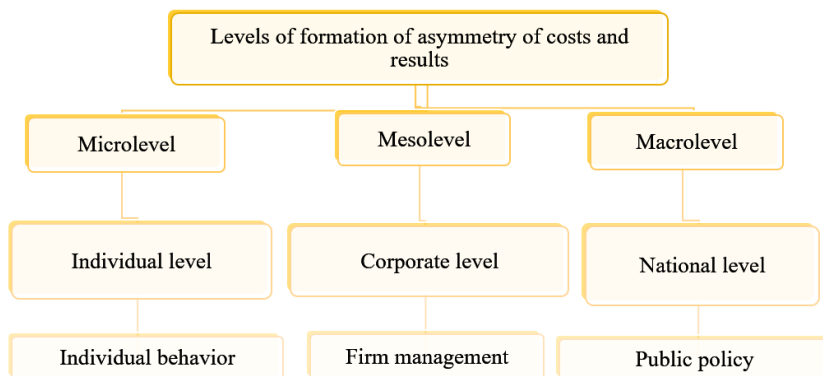 Levels of formation of asymmetry of costs and
results
Microlevel
Mesolevel
Macrolevel
Individual level
Corporate level
National level
Individual behavior
Firm management
Public policy